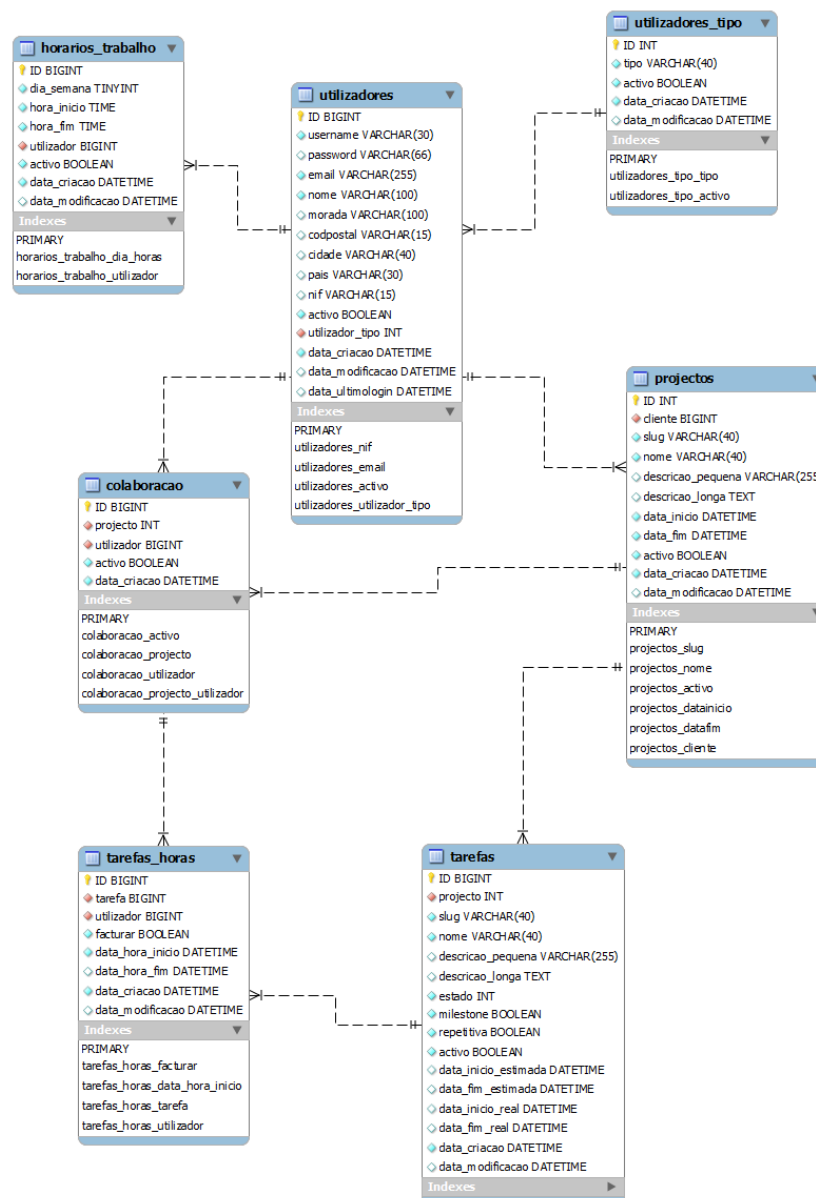 horarios_trabalho
ID BIGINT
dia_semana TINYINT
hora_inicio TIME
hora_fim TIME
utilizador BIGINT
activo BOOLEAN
data_criacao DATETIME
data_modificacao DATETIME
Indexes
PRIMARY
horarios_trabalho_dia_horas
horarios_trabalho_utilizador
utilizadores
ID BIGINT
username VARCHAR(30)
password VARCHAR(66)
email VARCHAR(255)
nome VARCHAR(100)
morada VARCHAR(100)
codpostal VARCHAR(15)
cidade VARCHAR(40)
pais VARCHAR(30)
nif VARCHAR(15)
activo BOOLEAN
utilizador_tipo INT
data_criacao DATETIME
data_modificacao DATETIME
data_ultimologin DATETIME
Indexes
PRIMARY
utilizadores_nif
utilizadores_email
utilizadores_activo
utilizadores_utilizador_tipo
utilizadores_tipo
ID INT
tipo VARCHAR(40)
activo BOOLEAN
data_criacao DATETIME
data_modificacao DATETIME
Indexes
PRIMARY
utilizadores_tipo_tipo
utilizadores_tipo_activo
projectos
ID INT
cliente BIGINT
slug VARCHAR(40)
nome VARCHAR(40)
descricao_pequena VARCHAR(255
descricao_longa TEXT
data_inicio DATETIME
data_fim DATETIME
activo BOOLEAN
data_criacao DATETIME
data_modificacao DATETIME
Indexes
PRIMARY
projectos_slug
projectos_nome
projectos_activo
projectos_datainicio
projectos_datafim
projectos_cliente
colaboracao
ID BIGINT
projecto INT
utilizador BIGINT
activo BOOLEAN
data_criacao DATETIME
Indexes
PRIMARY
colaboracao_activo
colaboracao_projecto
colaboracao_utilizador
colaboracao_projecto_utilizador
tarefas_horas
ID BIGINT
tarefa BIGINT
utilizador BIGINT
facturar BOOLEAN
data_hora_inicio DATETIME
data_hora_fim DATETIME
data_criacao DATETIME
data_modificacao DATETIME
Indexes
PRIMARY
tarefas_horas_facturar
tarefas_horas_data_hora_inicio
tarefas_horas_tarefa
tarefas_horas_utilizador
tarefas
ID BIGINT
projecto INT
slug VARCHAR(40)
nome VARCHAR(40)
descricao_pequena VARCHAR(255)
descricao_longa TEXT
estado INT
milestone BOOLEAN
repetitiva BOOLEAN
activo BOOLEAN
data_inicio_estimada DATETIME
data_fim_estimada DATETIME
data_inicio_real DATETIME
data_fim_real DATETIME
data_criacao DATETIME
data_modificacao DATETIME
Indexes